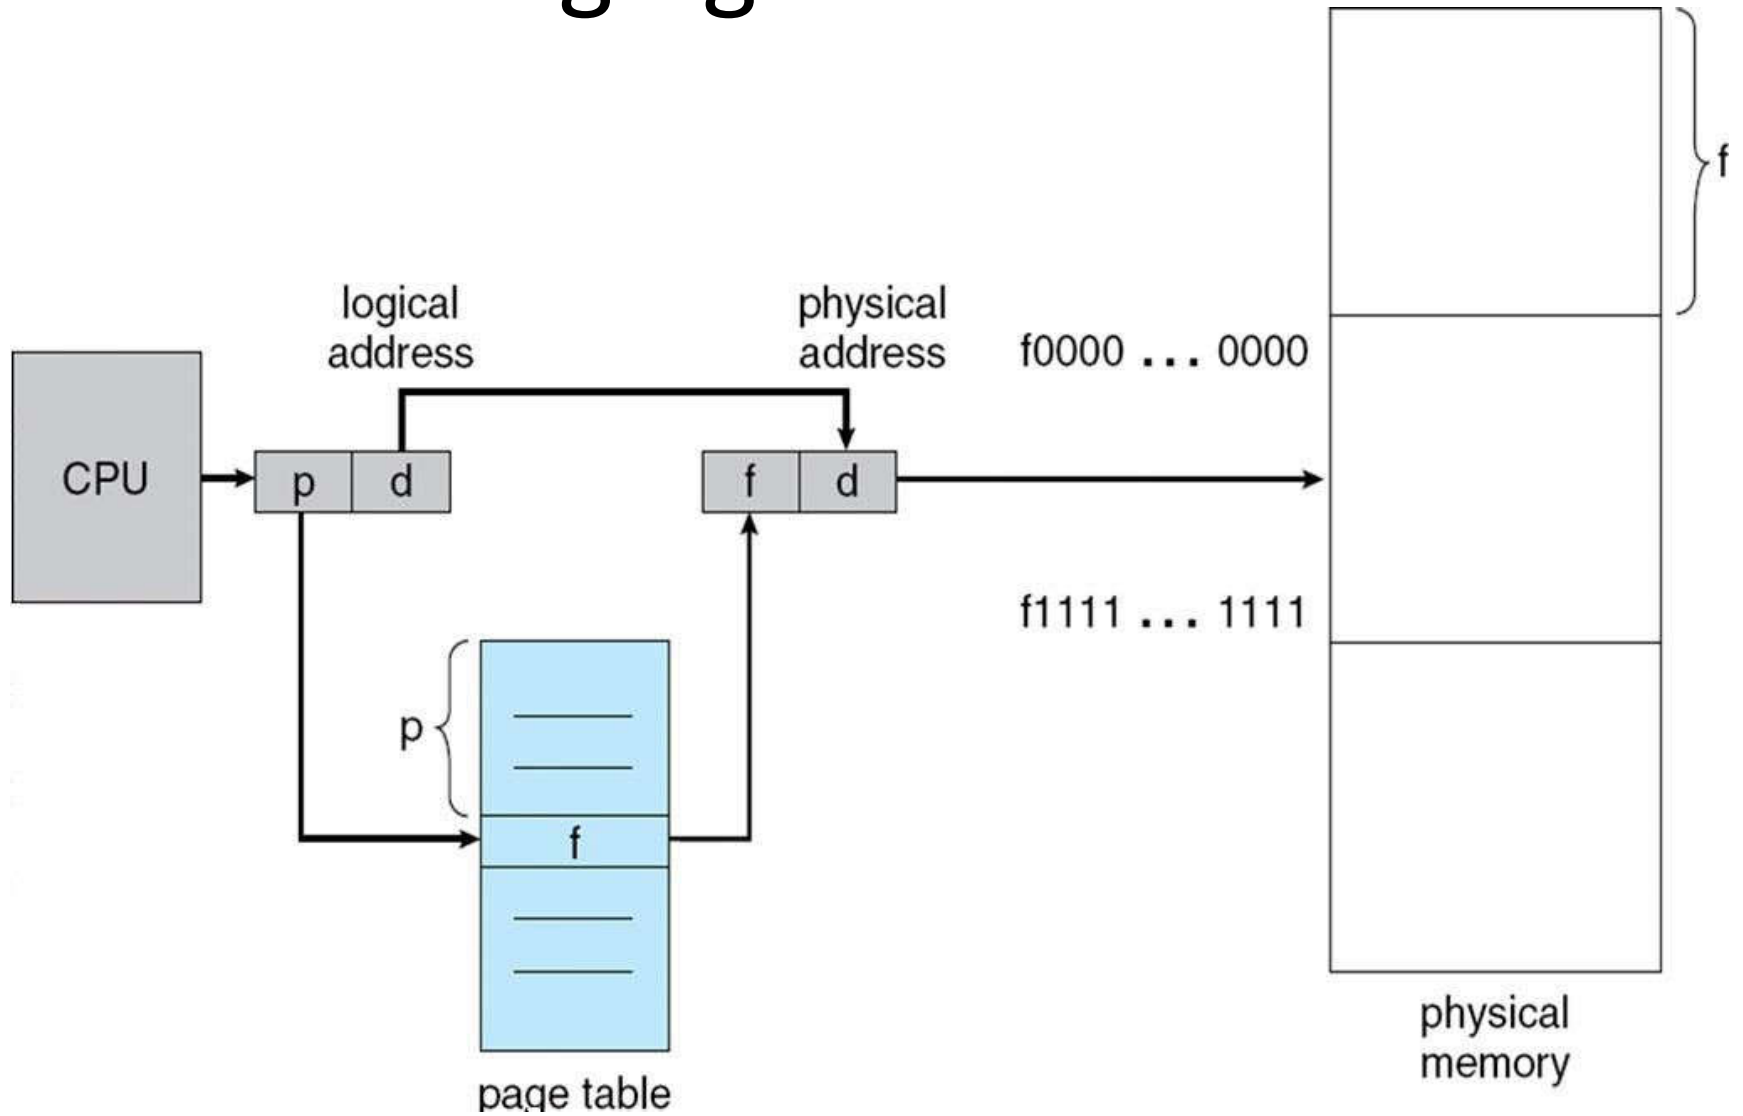 f
logical
address
physical
address
f0000 ... 0000
CPU
p
d
f
d
f1111 ... 1111
p
f
physical
memory
page table